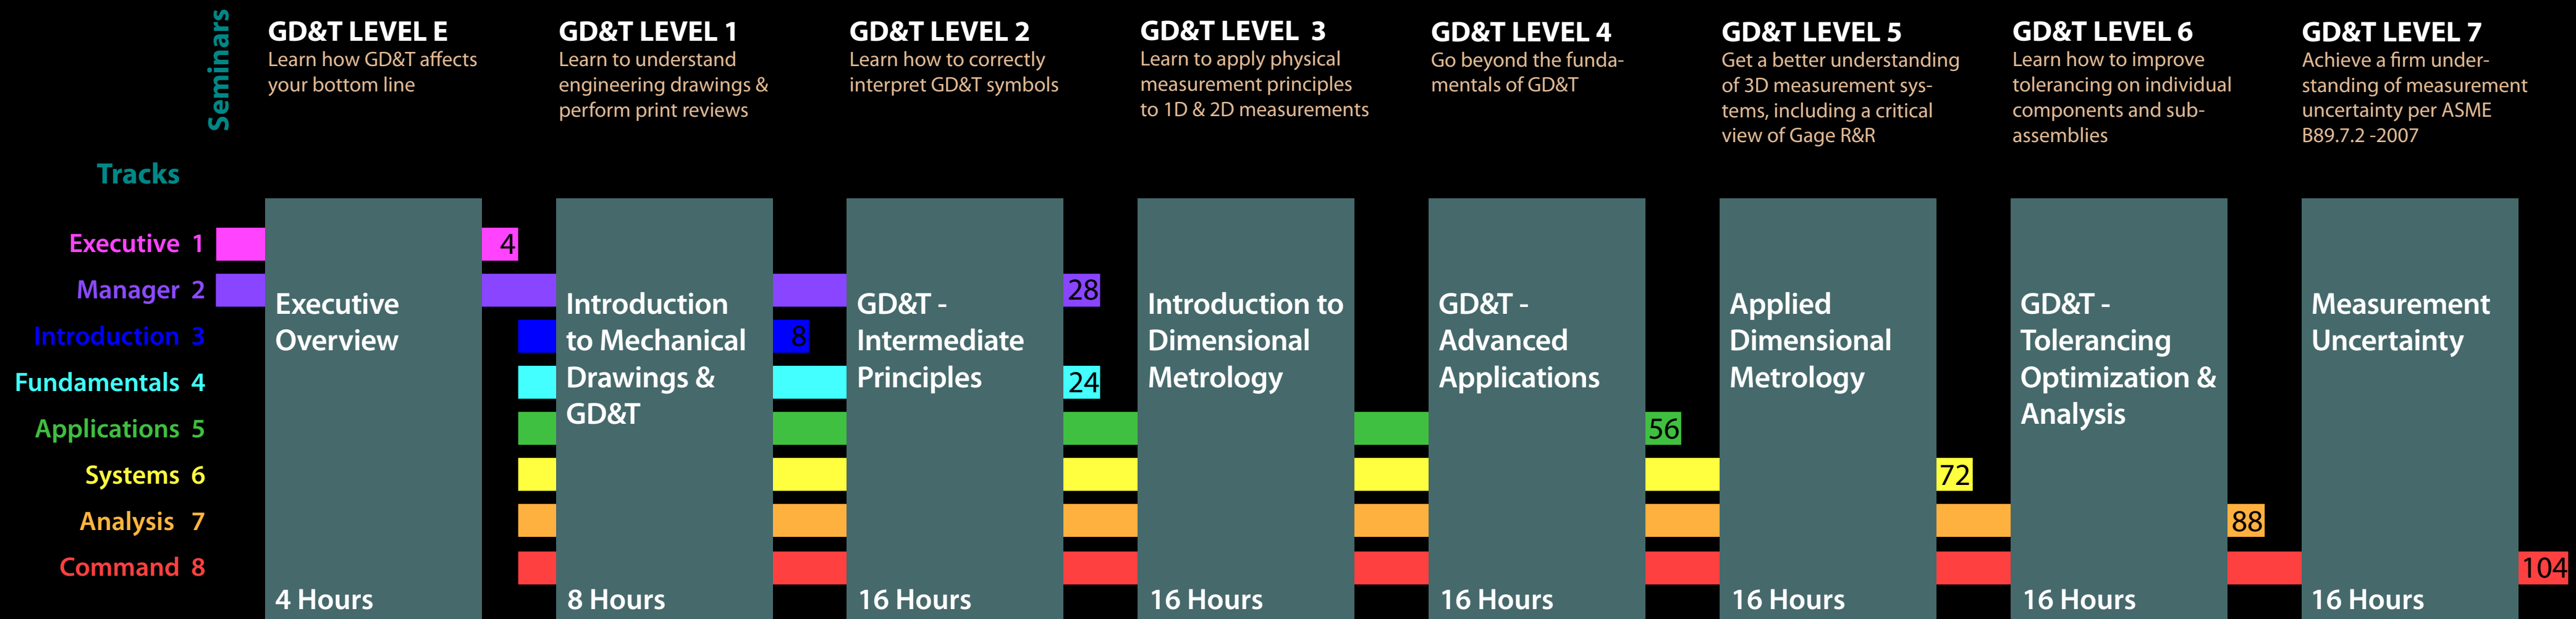 Seminars
GD&T LEVEL E
Learn how GD&T affects
your bottom line
GD&T LEVEL 1
Learn to understand
engineering drawings &
perform print reviews
GD&T LEVEL 2
Learn how to correctly
interpret GD&T symbols
GD&T LEVEL 3
Learn to apply physical
measurement principles
to 1D & 2D measurements
GD&T LEVEL 4
Go beyond the funda-
mentals of GD&T
GD&T LEVEL 5
Get a better understanding
of 3D measurement sys-
tems, including a critical
view of Gage R&R
GD&T LEVEL 6
Learn how to improve
tolerancing on individual
components and sub-
assemblies
GD&T LEVEL 7
Achieve a firm under-
standing of measurement
uncertainty per ASME
B89.7.2 -2007
Tracks
Executive 1
Manager 2
Introduction 3
Fundamentals 4
Applications 5
Systems 6
Analysis 7
Command 8
Executive
Overview
4 Hours
Introduction
to Mechanical
Drawings &
GD&T
8 Hours
GD&T -
Intermediate
Principles
16 Hours
Introduction to
Dimensional
Metrology
16 Hours
GD&T -
Advanced
Applications
16 Hours
Applied
Dimensional
Metrology
16 Hours
GD&T -
Tolerancing
Optimization &
Analysis
16 Hours
Measurement
Uncertainty
16 Hours
4
28
8
24
56
72
88
104